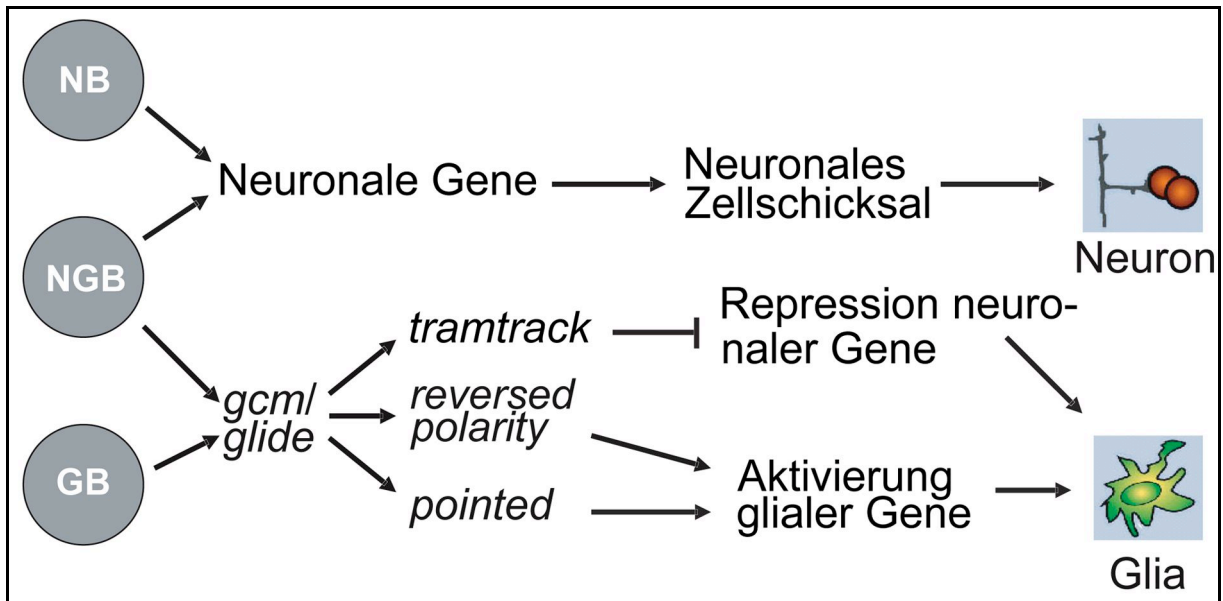 NB
Neuronale Gene
Neuronales
Zellschicksal
Neuron
NGB
tramtrack
Repression neuro-
naler Gene
gcm/
glide
reversed
polarity
pointed
GB
Aktivierung
glialer Gene
Glia